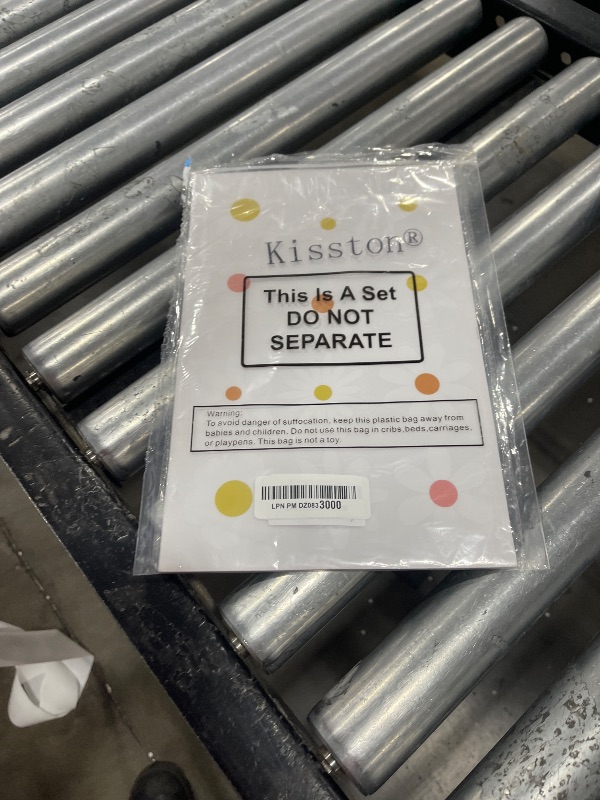 Kisston®
This Is A Set
DO NOT
SEPARATE
Warning:
To avoid danger of suffocation, keep this plastic bag away from
babies and children. Do not use this bag in cribs,beds,carriages,
or playpens. This bag is not a toy.
LPN PM DZ0833000